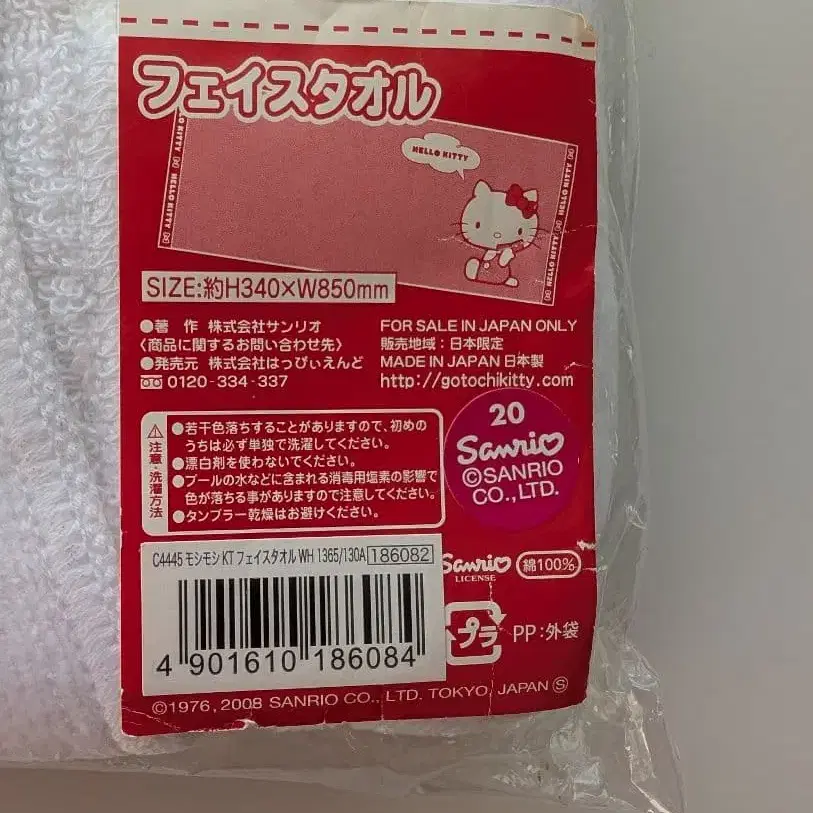 フェイスタオル
HELLO KITTY
HELLO KITTY
HELLO KITTY
HELLO KITTY
HELLO KITTY
SIZE:約H340×W850mm
●著 作 株式会社サンリオ
〈商品に関するお問い合わせ先〉
●発売元 株式会社はっぴぃえんど
0120-334-337
FOR SALE IN JAPAN ONLY
販売地域:日本限定
MADE IN JAPAN 日本製
http://gotochikitty.com
注意・洗濯方法
●若干色落ちすることがありますので、初めの
うちは必ず単独で洗濯してください。
●漂白剤を使わないでください。
●プールの水などに含まれる消毒用塩素の影響で
色が落ちる事がありますので注意してください。
●タンブラー乾燥はお避けください。
20
Sanrio
©SANRIO
CO.,LTD.
C4445 モシモシKT フェイスタオル WH 1365/130A 186082
4 901610 186084
Sanrio
LICENSE
綿100%
プラ
PP:外袋
©1976, 2008 SANRIO CO., LTD. TOKYO, JAPAN Ⓢ